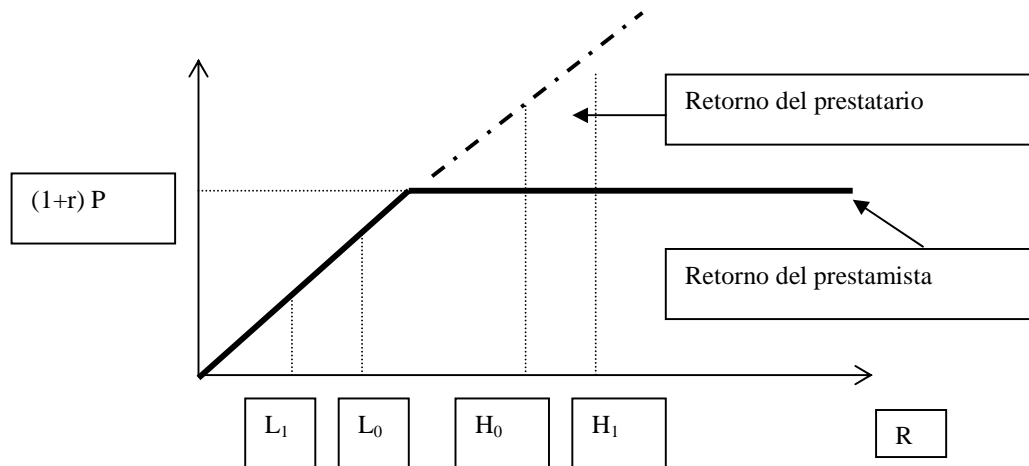 Retorno del prestatario
(1+r) P
Retorno del prestamista
L₁
L₀
H₀
H₁
R